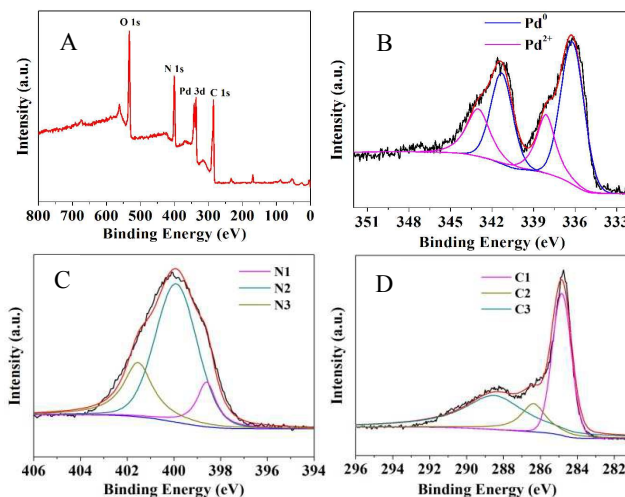 A
O 1s
N 1s
Pd 3d
C 1s
Intensity (a.u.)
800 700 600 500 400 300 200 100 0
Binding Energy (eV)
B
Pd⁰
Pd²⁺
Intensity (a.u.)
351 348 345 342 339 336 333
Binding Energy (eV)
C
N1
N2
N3
Intensity (a.u.)
406 404 402 400 398 396 394
Binding Energy (eV)
D
C1
C2
C3
Intensity (a.u.)
296 294 292 290 288 286 284 282
Binding Energy (eV)